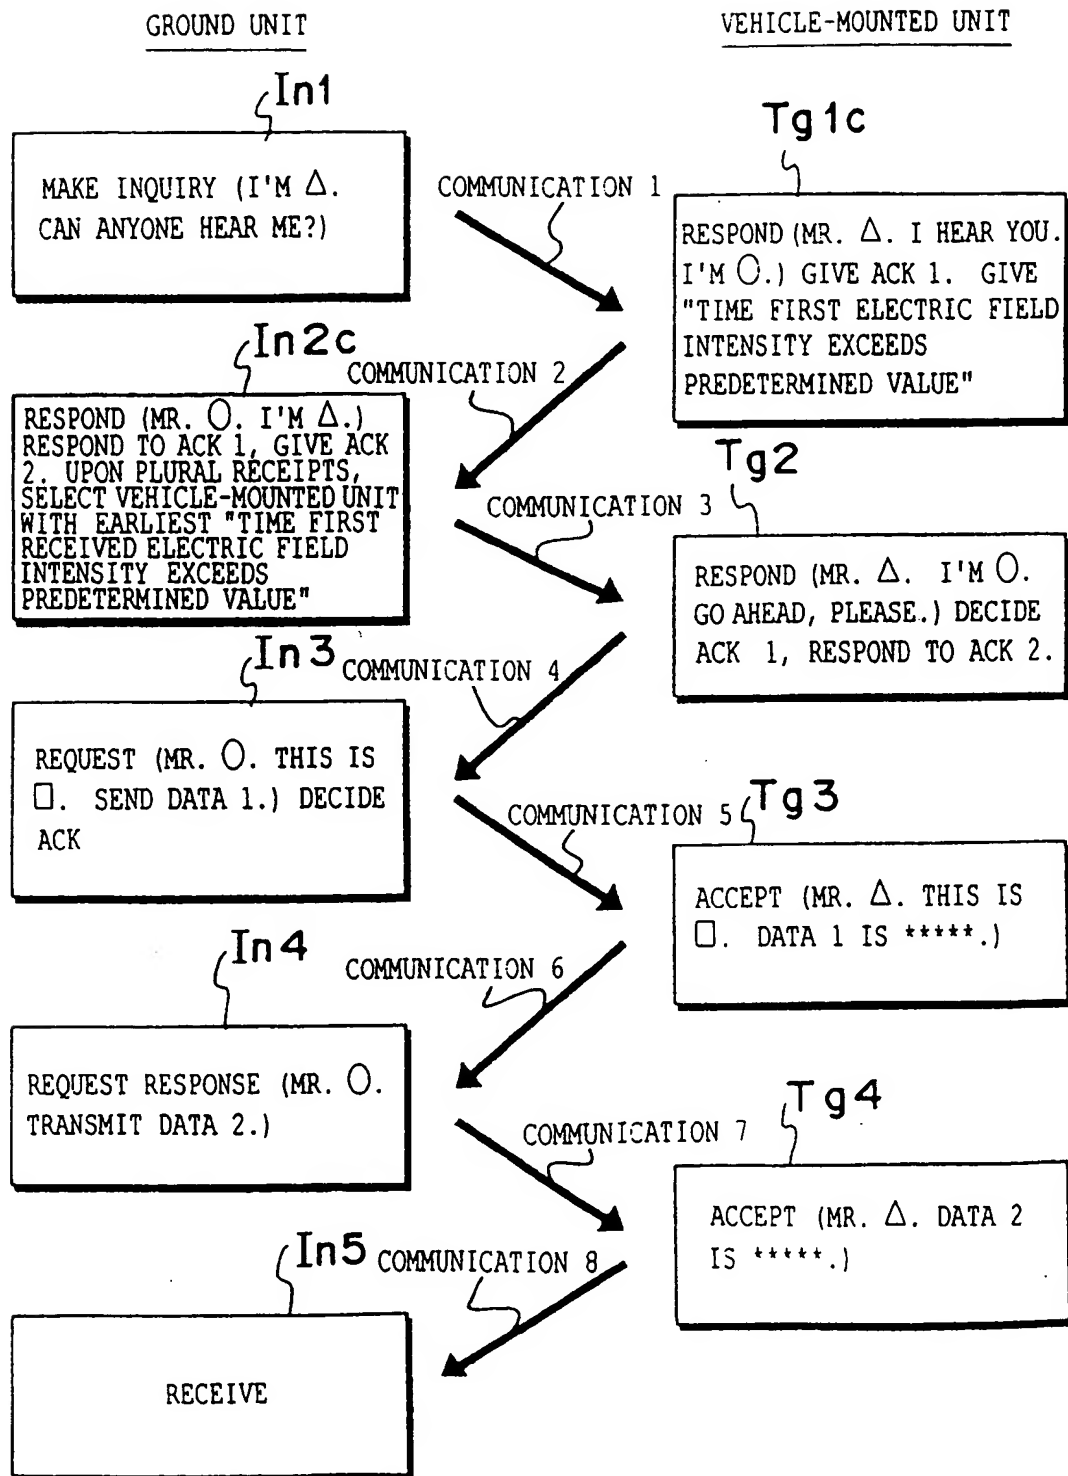 GROUND UNIT
VEHICLE-MOUNTED UNIT
In1
MAKE INQUIRY (I'M △.
CAN ANYONE HEAR ME?)
COMMUNICATION 1
Tg1c
RESPOND (MR. △. I HEAR YOU.
I'M ○.) GIVE ACK 1. GIVE
"TIME FIRST ELECTRIC FIELD
INTENSITY EXCEEDS
PREDETERMINED VALUE"
In2c
COMMUNICATION 2
RESPOND (MR. ○. I'M △.)
RESPOND TO ACK 1, GIVE ACK
2. UPON PLURAL RECEIPTS,
SELECT VEHICLE-MOUNTED UNIT
WITH EARLIEST "TIME FIRST
RECEIVED ELECTRIC FIELD
INTENSITY EXCEEDS
PREDETERMINED VALUE"
Tg2
COMMUNICATION 3
RESPOND (MR. △. I'M ○.
GO AHEAD, PLEASE.) DECIDE
ACK 1, RESPOND TO ACK 2.
In3
COMMUNICATION 4
REQUEST (MR. ○. THIS IS
□. SEND DATA 1.) DECIDE
ACK
COMMUNICATION 5
Tg3
ACCEPT (MR. △. THIS IS
□. DATA 1 IS *****.)
In4
COMMUNICATION 6
REQUEST RESPONSE (MR. ○.
TRANSMIT DATA 2.)
Tg4
COMMUNICATION 7
ACCEPT (MR. △. DATA 2
IS *****.)
In5
COMMUNICATION 8
RECEIVE